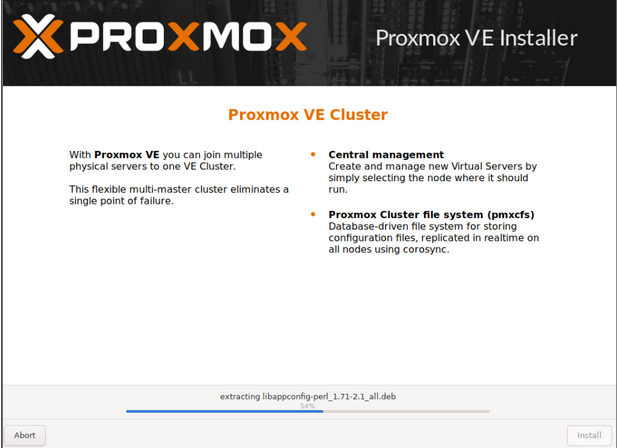 PROXMOX
Proxmox VE Installer
Proxmox VE Cluster
With Proxmox VE you can join multiple
physical servers to one VE Cluster.
This flexible multi-master cluster eliminates a
single point of failure.
Central management
Create and manage new Virtual Servers by
simply selecting the node where it should
run.
Proxmox Cluster file system (pmxcfs)
Database-driven file system for storing
configuration files, replicated in realtime on
all nodes using corosync.
extracting libappconfig-perl_1.71-2.1_all.deb
54%
Abort
Install